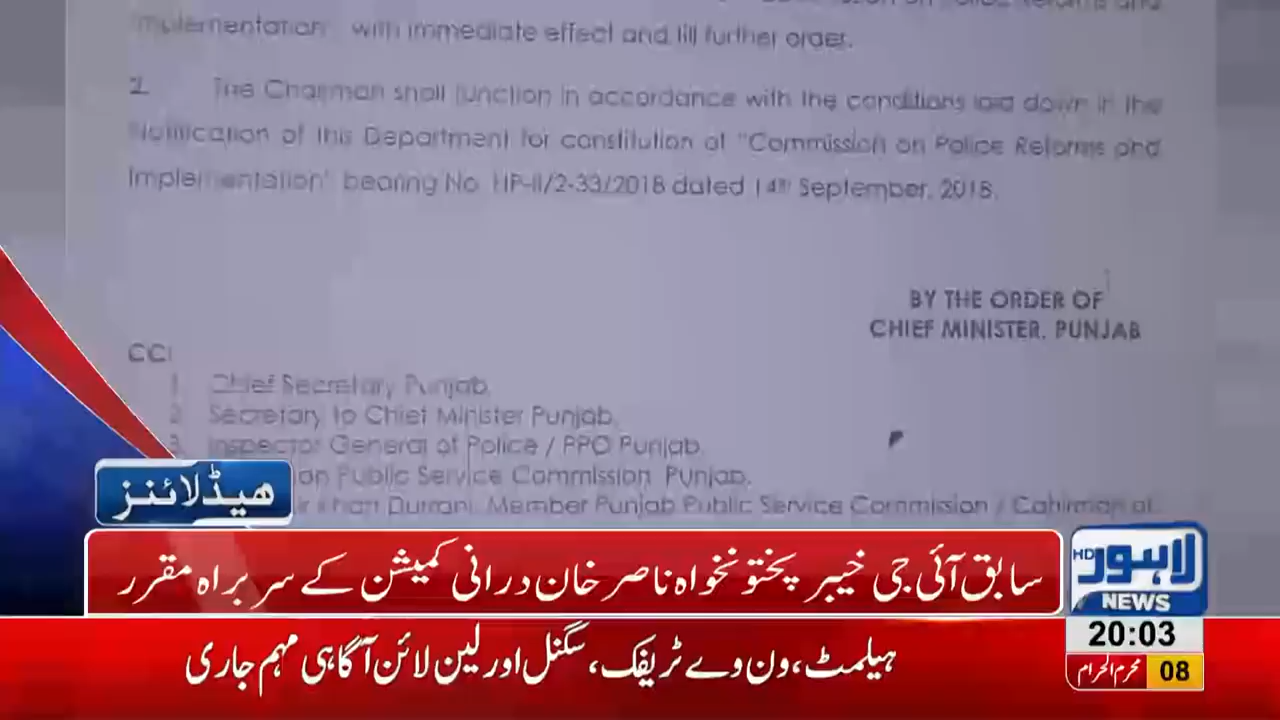 Implementation" with immediate effect and till further order.
2. The Chairman shall function in accordance with the conditions laid down in the
Notification of this Department for constitution of "Commission on Police Reforms and
Implementation" bearing No. HP-II/2-33/2018 dated 14th September, 2018.
BY THE ORDER OF
CHIEF MINISTER, PUNJAB
CC:
1. Chief Secretary Punjab.
2. Secretary to Chief Minister Punjab.
3. Inspector General of Police / PPO Punjab.
Public Service Commission, Punjab.
Khan Durrani, Member Punjab Public Service Commission / Cahirman of
ہیڈلائنز
سابق آئی جی خیبر پختونخواہ ناصر خان درانی کمیشن کے سربراہ مقرر
HD لاہور
NEWS
20:03
ہیلمٹ، ون وے ٹریفک، سگنل اور لین لائن آگاہی مہم جاری
08 محرم الحرام